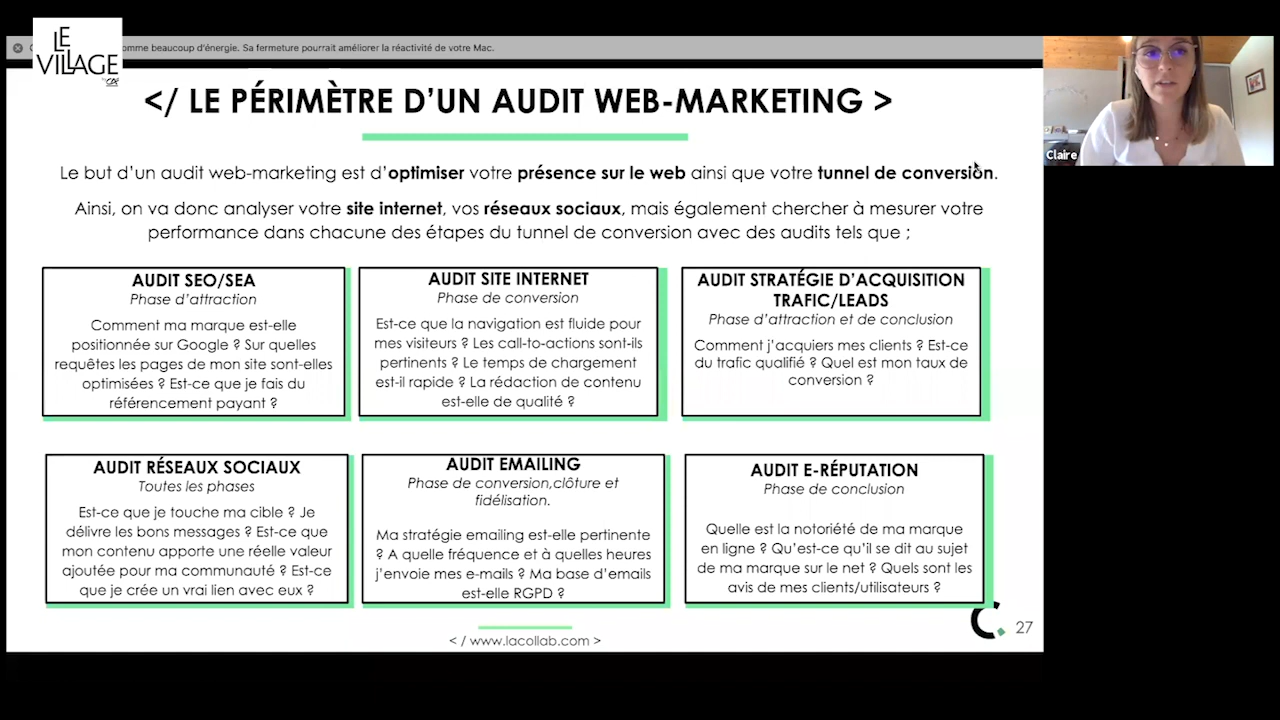 LE
VILLAGE
by CA
omme beaucoup d'énergie. Sa fermeture pourrait améliorer la réactivité de votre Mac.
</ LE PÉRIMÈTRE D'UN AUDIT WEB-MARKETING >
Le but d'un audit web-marketing est d'optimiser votre présence sur le web ainsi que votre tunnel de conversion.
Ainsi, on va donc analyser votre site internet, vos réseaux sociaux, mais également chercher à mesurer votre
performance dans chacune des étapes du tunnel de conversion avec des audits tels que ;
AUDIT SEO/SEA
Phase d'attraction
Comment ma marque est-elle
positionnée sur Google ? Sur quelles
requêtes les pages de mon site sont-elles
optimisées ? Est-ce que je fais du
référencement payant ?
AUDIT SITE INTERNET
Phase de conversion
Est-ce que la navigation est fluide pour
mes visiteurs ? Les call-to-actions sont-ils
pertinents ? Le temps de chargement
est-il rapide ? La rédaction de contenu
est-elle de qualité ?
AUDIT STRATÉGIE D'ACQUISITION
TRAFIC/LEADS
Phase d'attraction et de conclusion
Comment j'acquiers mes clients ? Est-ce
du trafic qualifié ? Quel est mon taux de
conversion ?
AUDIT RÉSEAUX SOCIAUX
Toutes les phases
Est-ce que je touche ma cible ? Je
délivre les bons messages ? Est-ce que
mon contenu apporte une réelle valeur
ajoutée pour ma communauté ? Est-ce
que je crée un vrai lien avec eux ?
AUDIT EMAILING
Phase de conversion,clôture et
fidélisation.
Ma stratégie emailing est-elle pertinente
? A quelle fréquence et à quelles heures
j'envoie mes e-mails ? Ma base d'emails
est-elle RGPD ?
AUDIT E-RÉPUTATION
Phase de conclusion
Quelle est la notoriété de ma marque
en ligne ? Qu'est-ce qu'il se dit au sujet
de ma marque sur le net ? Quels sont les
avis de mes clients/utilisateurs ?
</ www.lacollab.com >
27
Claire